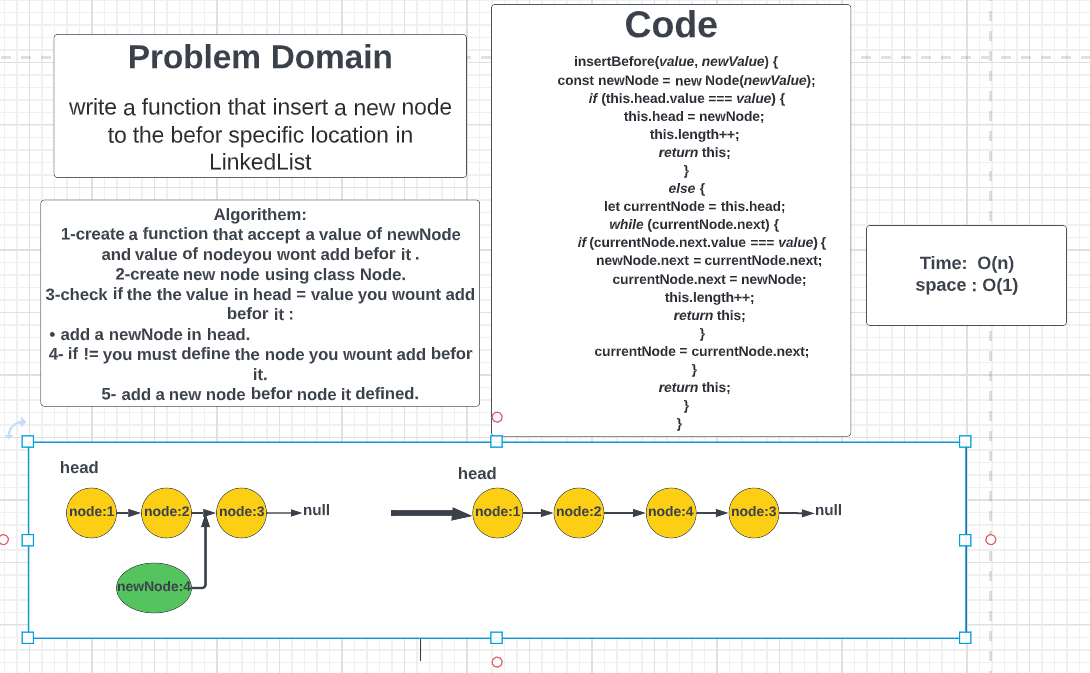 Problem Domain
write a function that insert a new node
to the befor specific location in
LinkedList
Algorithem:
1-create a function that accept a value of newNode
and value of nodeyou wont add befor it .
2-create new node using class Node.
3-check if the the value in head = value you wount add
befor it :
• add a newNode in head.
4- if != you must define the node you wount add befor
it.
5- add a new node befor node it defined.
Code
insertBefore(value, newValue) {
const newNode = new Node(newValue);
if (this.head.value === value) {
this.head = newNode;
this.length++;
return this;
}
else {
let currentNode = this.head;
while (currentNode.next) {
if (currentNode.next.value === value) {
newNode.next = currentNode.next;
currentNode.next = newNode;
this.length++;
return this;
}
currentNode = currentNode.next;
}
return this;
}
}
Time: O(n)
space : O(1)
head
node:1 node:2 node:3 null
newNode:4
head
node:1 node:2 node:4 node:3 null